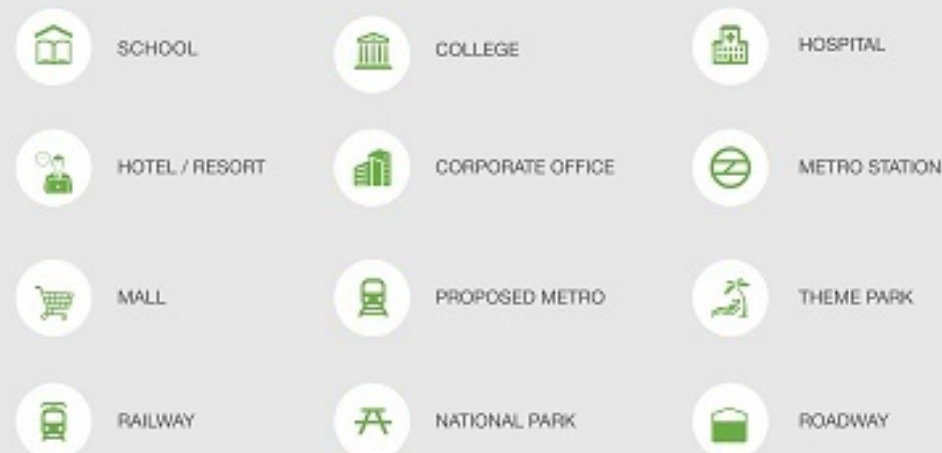 SCHOOL
COLLEGE
HOSPITAL
HOTEL / RESORT
CORPORATE OFFICE
METRO STATION
MALL
PROPOSED METRO
THEME PARK
RAILWAY
NATIONAL PARK
ROADWAY